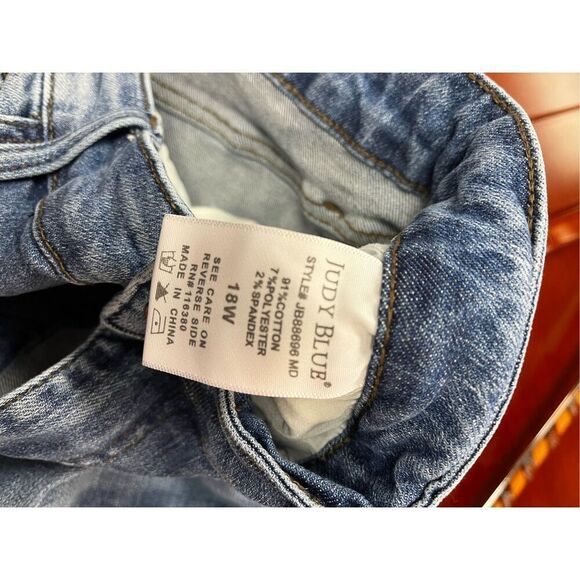 JUDY BLUE®
STYLE# JB88696 MD
91%COTTON
7%POLYESTER
2%SPANDEX
18W
SEE CARE ON
REVERSE SIDE
RN#116380
MADE IN CHINA